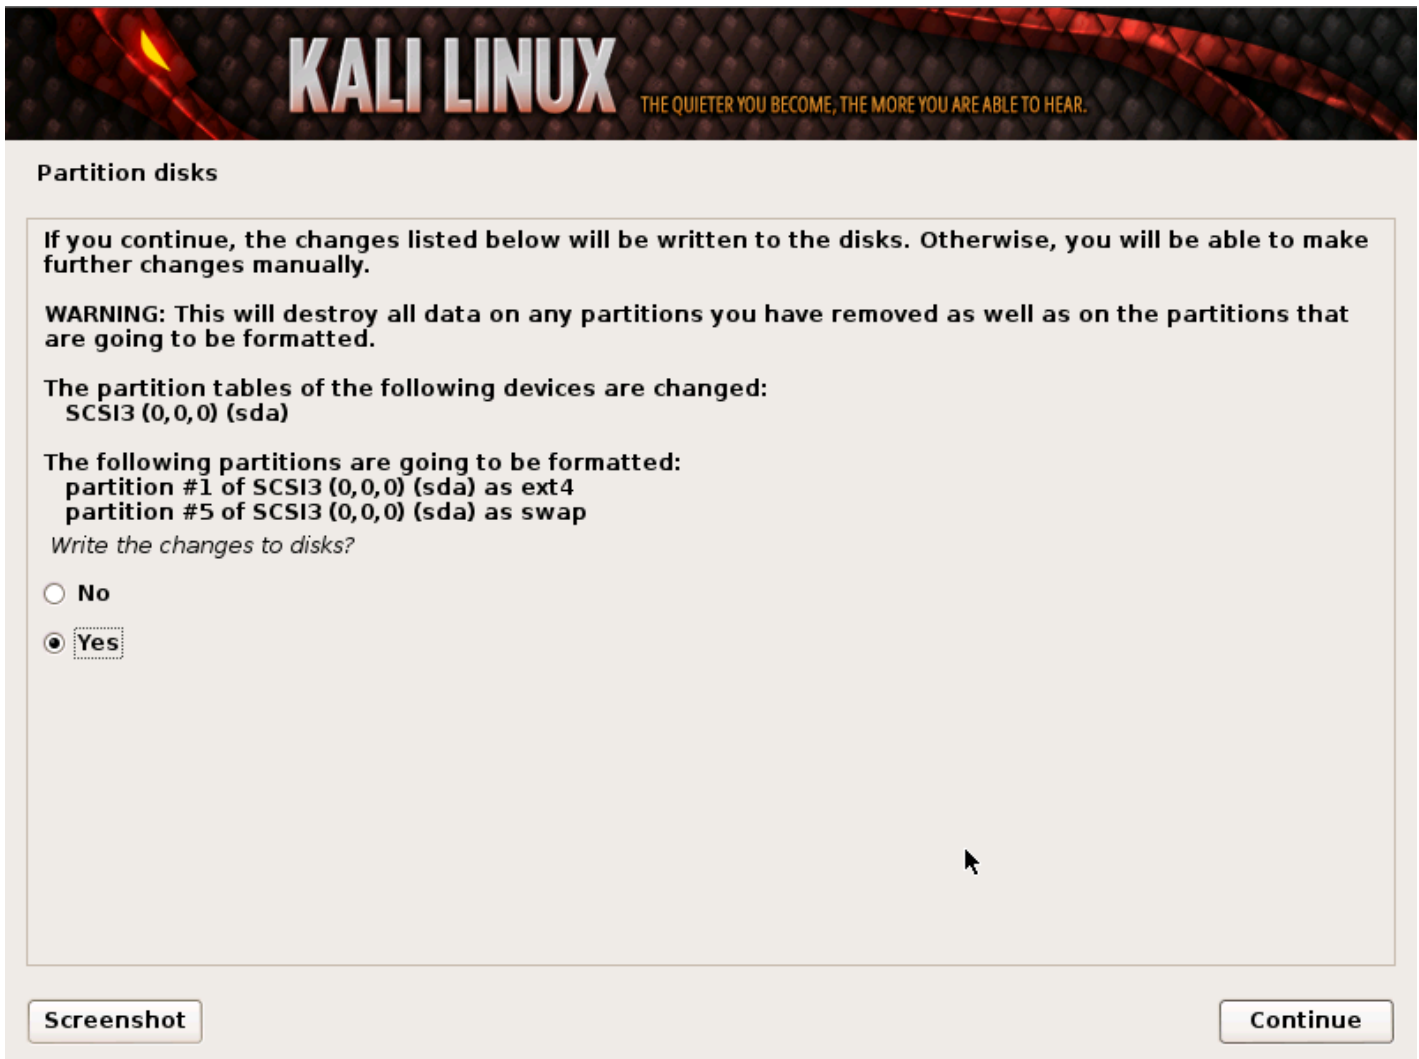 KALI LINUX
THE QUIETER YOU BECOME, THE MORE YOU ARE ABLE TO HEAR.
Partition disks
If you continue, the changes listed below will be written to the disks. Otherwise, you will be able to make
further changes manually.
WARNING: This will destroy all data on any partitions you have removed as well as on the partitions that
are going to be formatted.
The partition tables of the following devices are changed:
SCSI3 (0,0,0) (sda)
The following partitions are going to be formatted:
partition #1 of SCSI3 (0,0,0) (sda) as ext4
partition #5 of SCSI3 (0,0,0) (sda) as swap
Write the changes to disks?
No
Yes
Screenshot
Continue